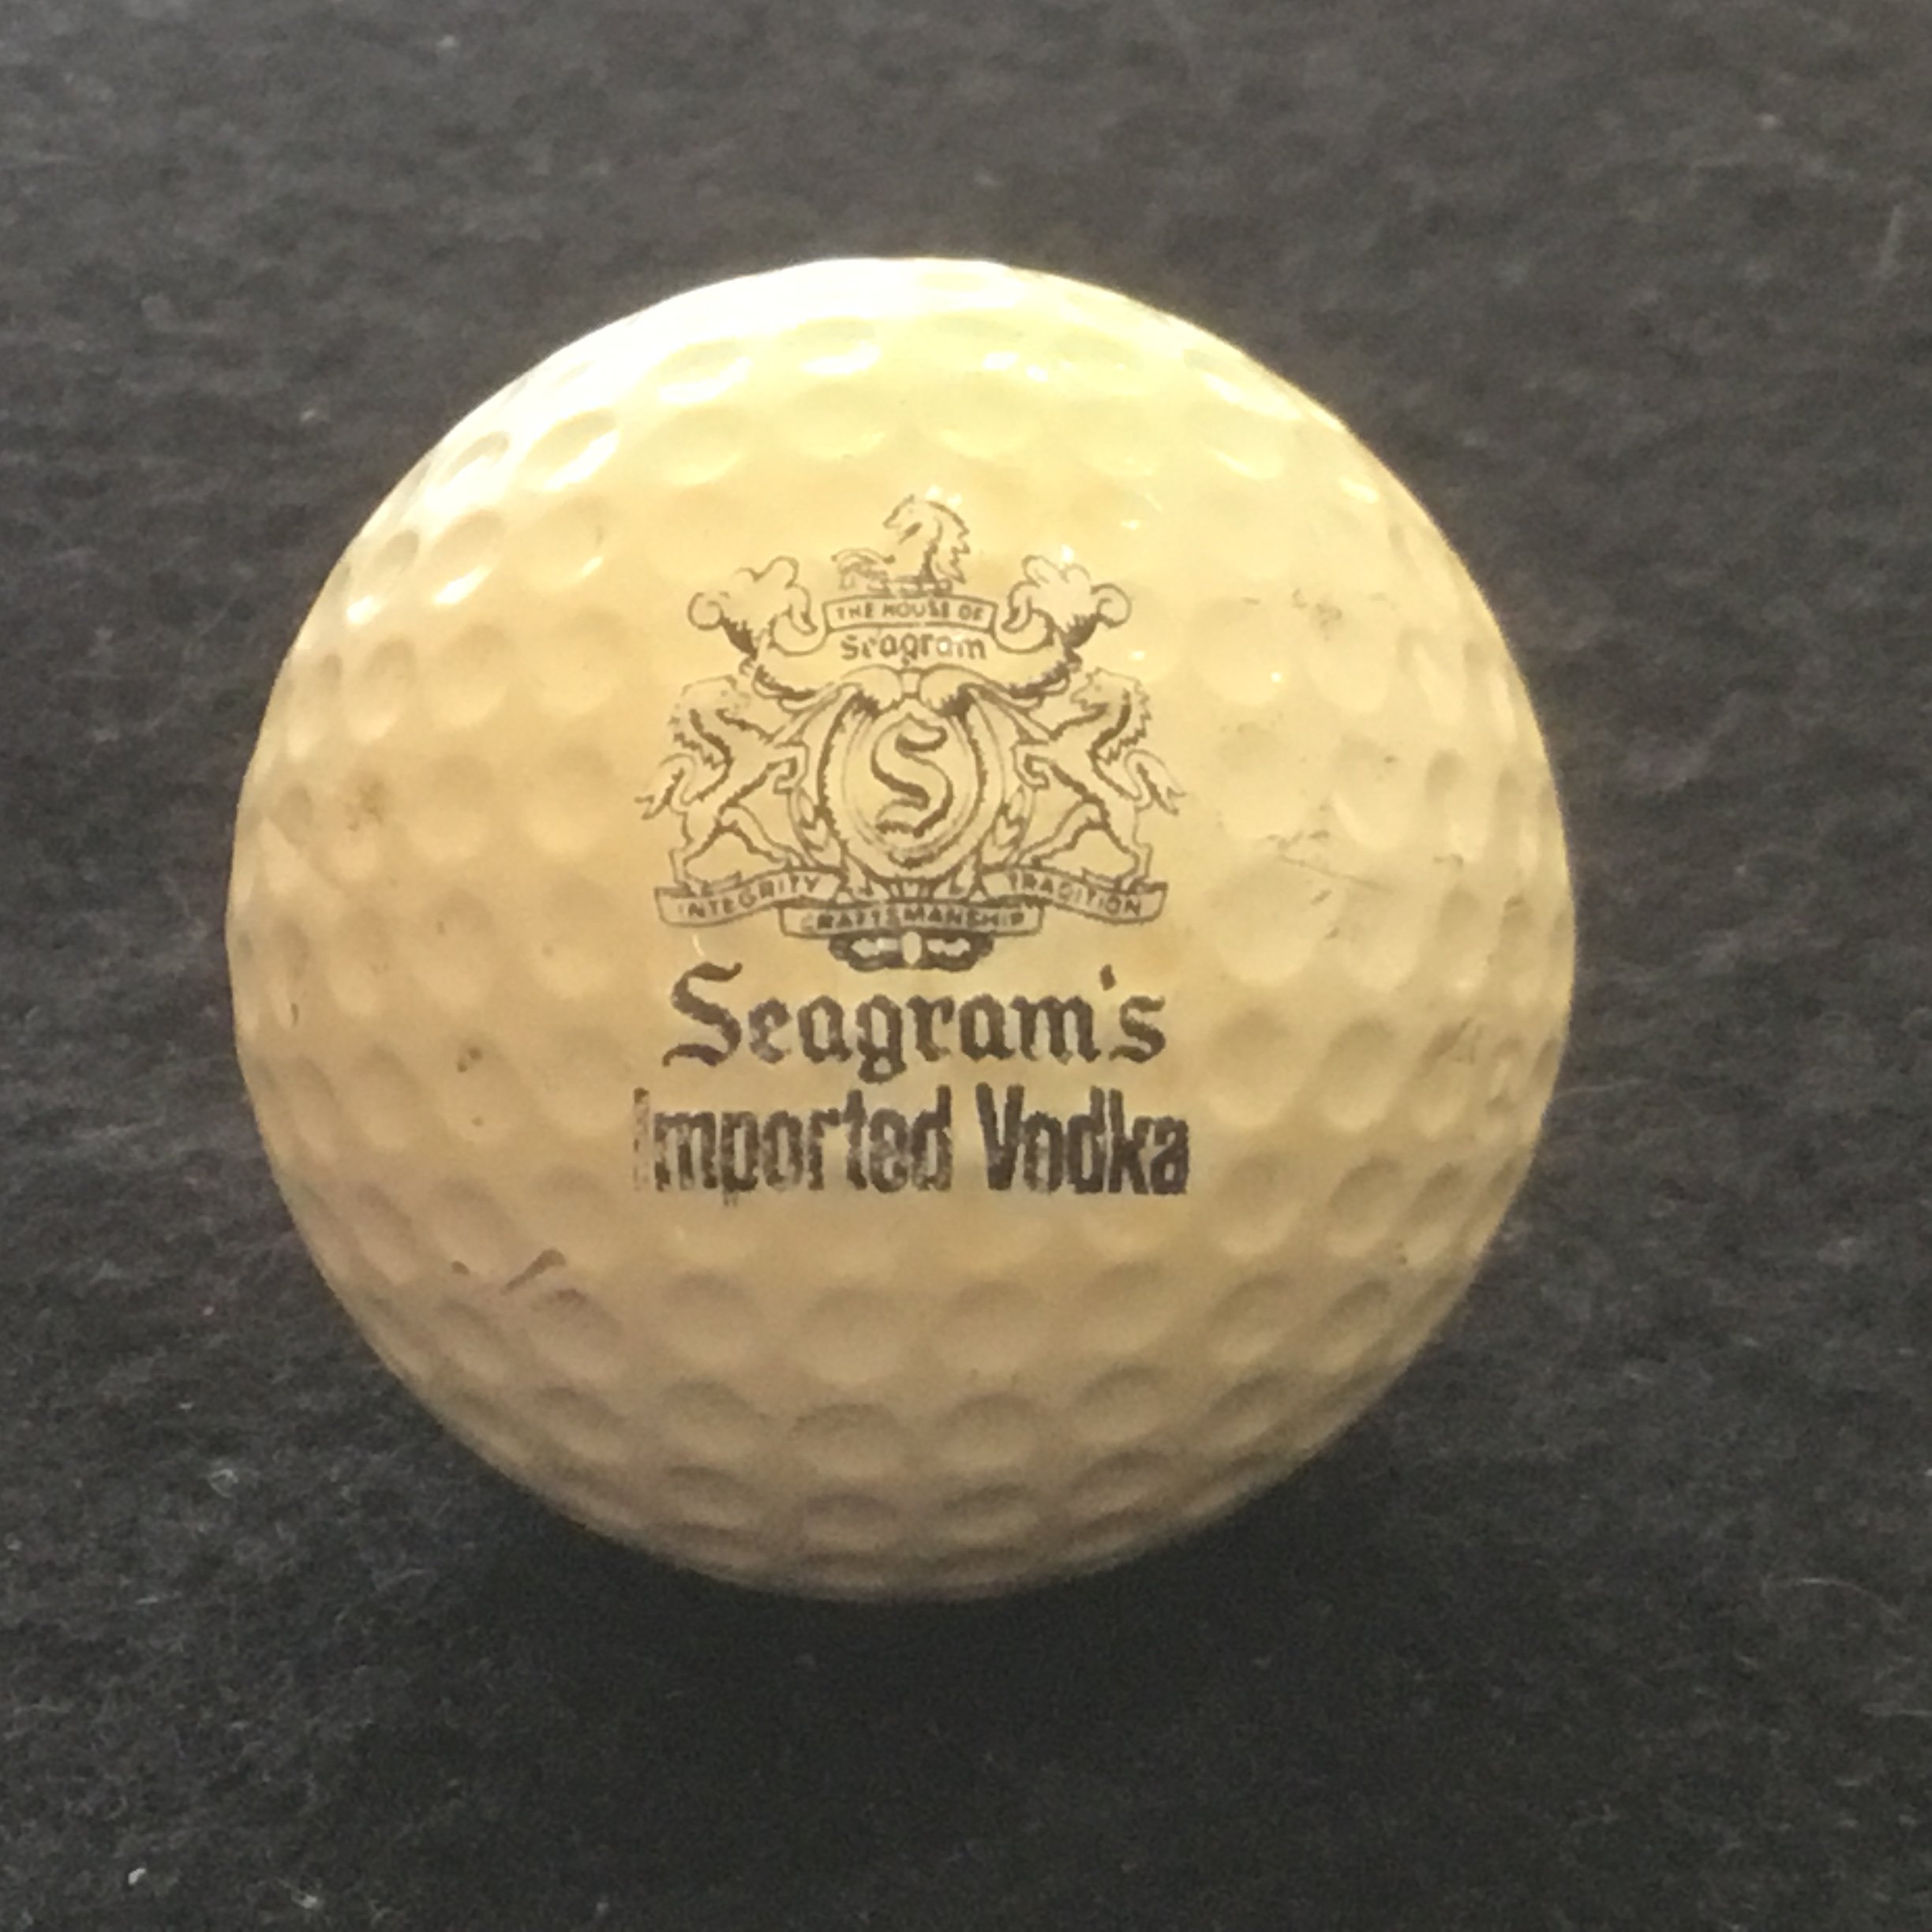 THE HOUSE OF
Seagram
S
INTEGRITY TRADITION
CRAFTSMANSHIP
Seagram's
Imported Vodka